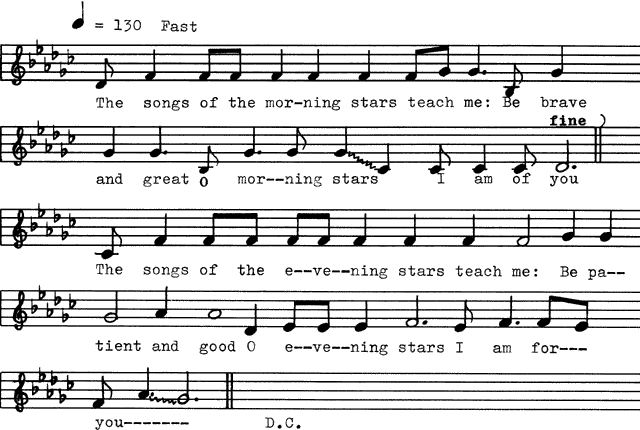 ♩ = 130 Fast
The songs of the mor-ning stars teach me: Be brave
fine
and great O mor--ning stars I am of you
The songs of the e--ve--ning stars teach me: Be pa--
tient and good O e--ve--ning stars I am for---
you-------
D.C.